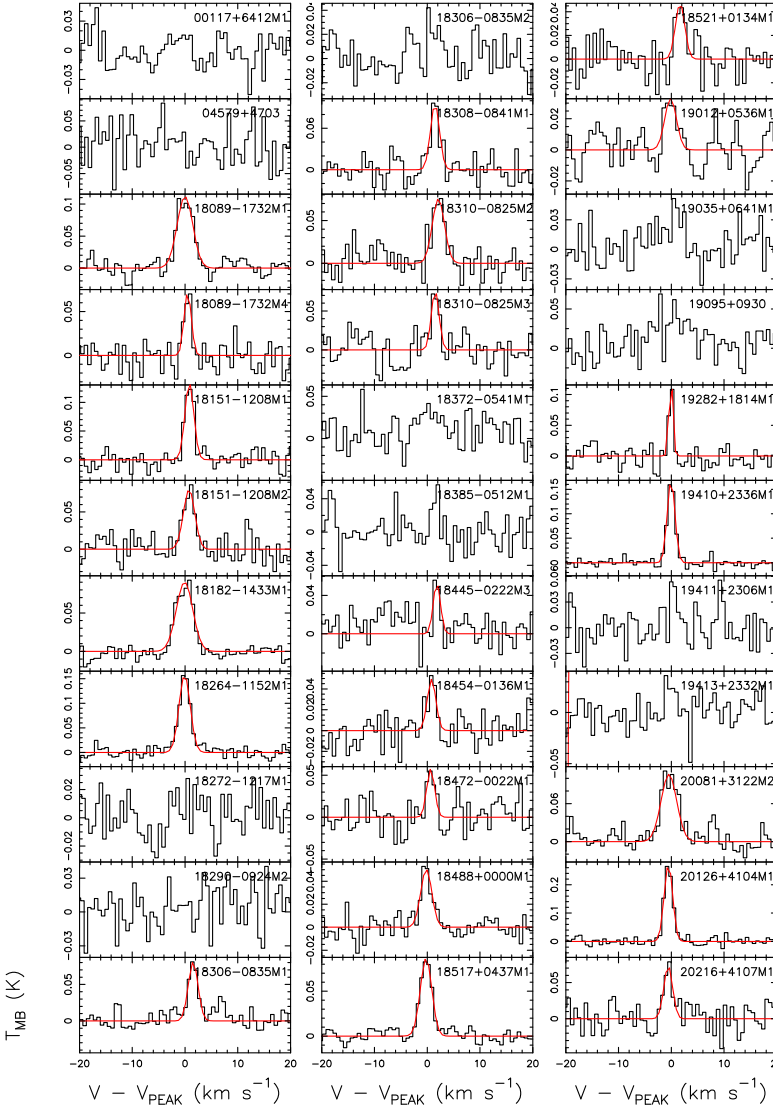 00117+6412M1
04579+4703
18089−1732M1
18089−1732M4
18151−1208M1
18151−1208M2
18182−1433M1
18264−1152M1
18272−1217M1
18290−0924M2
18306−0835M1
18306−0835M2
18308−0841M1
18310−0825M2
18310−0825M3
18372−0541M1
18385−0512M1
18445−0222M3
18454−0136M1
18472−0022M1
18488+0000M1
18517+0437M1
18521+0134M1
19012+0536M1
19035+0641M1
19095+0930
19282+1814M1
19410+2336M1
19411+2306M1
19413+2332M1
20081+3122M2
20126+4104M1
20216+4107M1
T_MB (K)
−20 −10 0 10 20
−20 −10 0 10 20
−20 −10 0 10 20
V − V_PEAK (km s⁻¹)
V − V_PEAK (km s⁻¹)
V − V_PEAK (km s⁻¹)